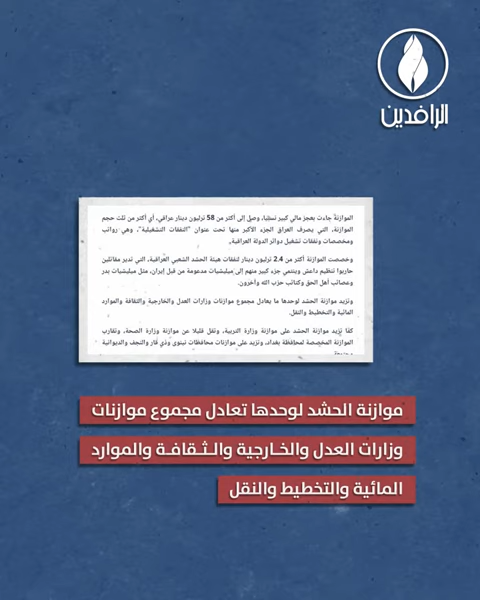 الرافدين
الموازنة جاءت بعجز مالي كبير نسبيا، وصل إلى أكثر من 58 ترليون دينار عراقي، أي أكثر من ثلث حجم
الموازنة، التي يصرف العراق الجزء الأكبر منها تحت عنوان "النفقات التشغيلية"، وهي رواتب
ومخصصات ونفقات تشغيل دوائر الدولة العراقية.
وخصصت الموازنة أكثر من 2.4 ترليون دينار لنفقات هيئة الحشد الشعبي العراقية، التي تدير مقاتلين
حاربوا تنظيم داعش وينتمي جزء كبير منهم إلى ميليشيات مدعومة من قبل إيران، مثل ميليشيات بدر
وعصائب أهل الحق وكتائب حزب الله وآخرون.
وتزيد موازنة الحشد لوحدها ما يعادل مجموع موازنات وزارات العدل والخارجية والثقافة والموارد
المائية والتخطيط والنقل.
كما تزيد موازنة الحشد على موازنة وزارة التربية، وتقل قليلا عن موازنة وزارة الصحة، وتقارب
الموازنة المخصصة لمحافظة بغداد، وتزيد على موازنات محافظات نينوى وذي قار والنجف والديوانية
موازنة الحشد لوحدها تعادل مجموع موازنات
وزارات العدل والخارجية والثقافة والموارد
المائية والتخطيط والنقل